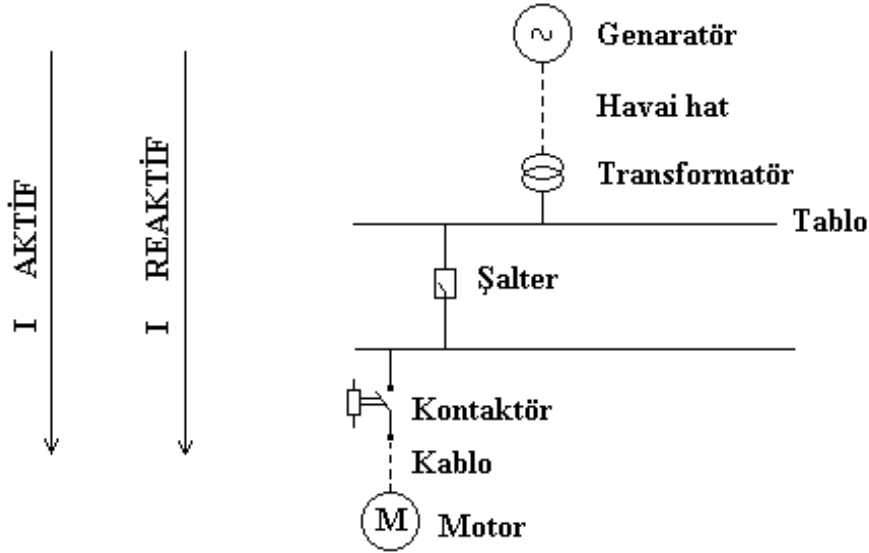 Genaratör
Havai hat
Transformatör
Tablo
Şalter
Kontaktör
Kablo
M
Motor
I AKTİF
I REAKTİF